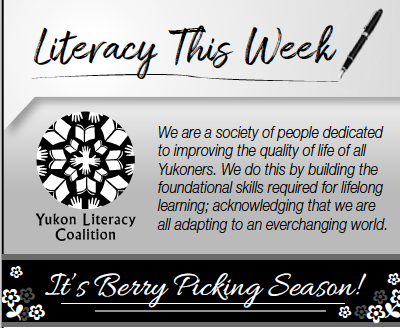 Literacy This Week
We are a society of people dedicated
to improving the quality of life of all
Yukoners. We do this by building the
foundational skills required for lifelong
learning; acknowledging that we are
all adapting to an everchanging world.
Yukon Literacy
Coalition
It's Berry Picking Season!